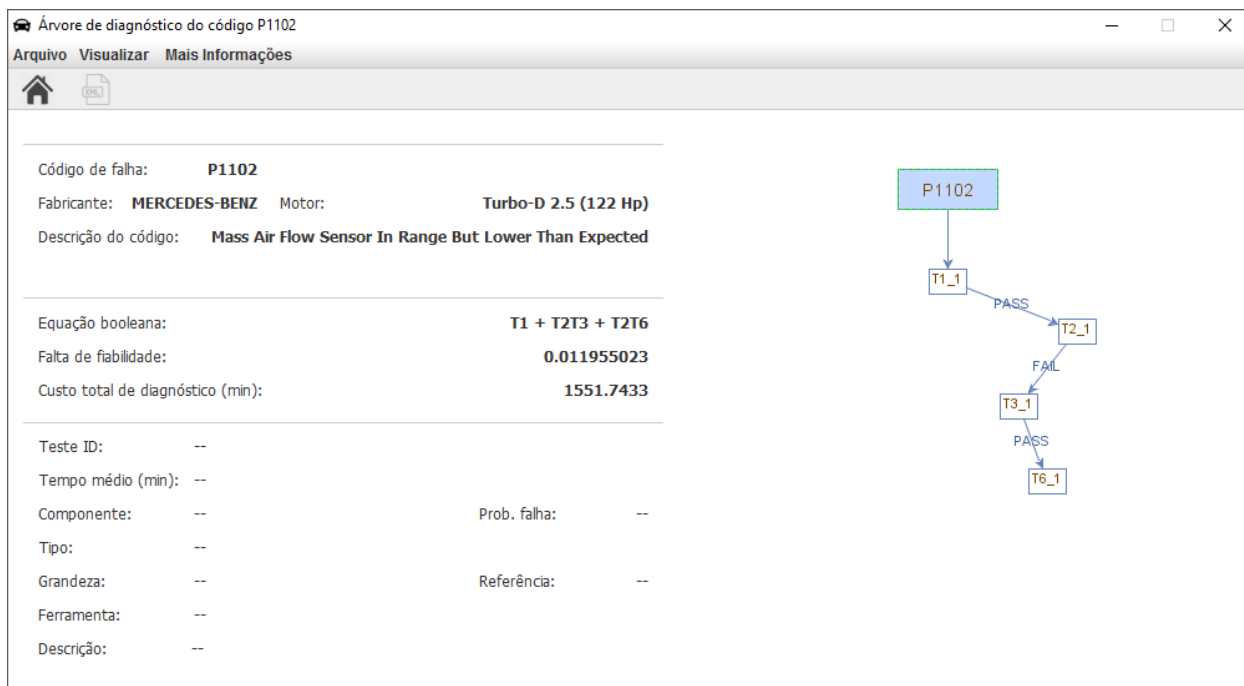 Árvore de diagnóstico do código P1102
Arquivo Visualizar Mais Informações
XML
Código de falha: P1102
Fabricante: MERCEDES-BENZ Motor: Turbo-D 2.5 (122 Hp)
Descrição do código: Mass Air Flow Sensor In Range But Lower Than Expected
Equação booleana: T1 + T2T3 + T2T6
Falta de fiabilidade: 0.011955023
Custo total de diagnóstico (min): 1551.7433
Teste ID: --
Tempo médio (min): --
Componente: -- Prob. falha: --
Tipo: --
Grandeza: -- Referência: --
Ferramenta: --
Descrição: --
P1102
T1_1
PASS
T2_1
FAIL
T3_1
PASS
T6_1